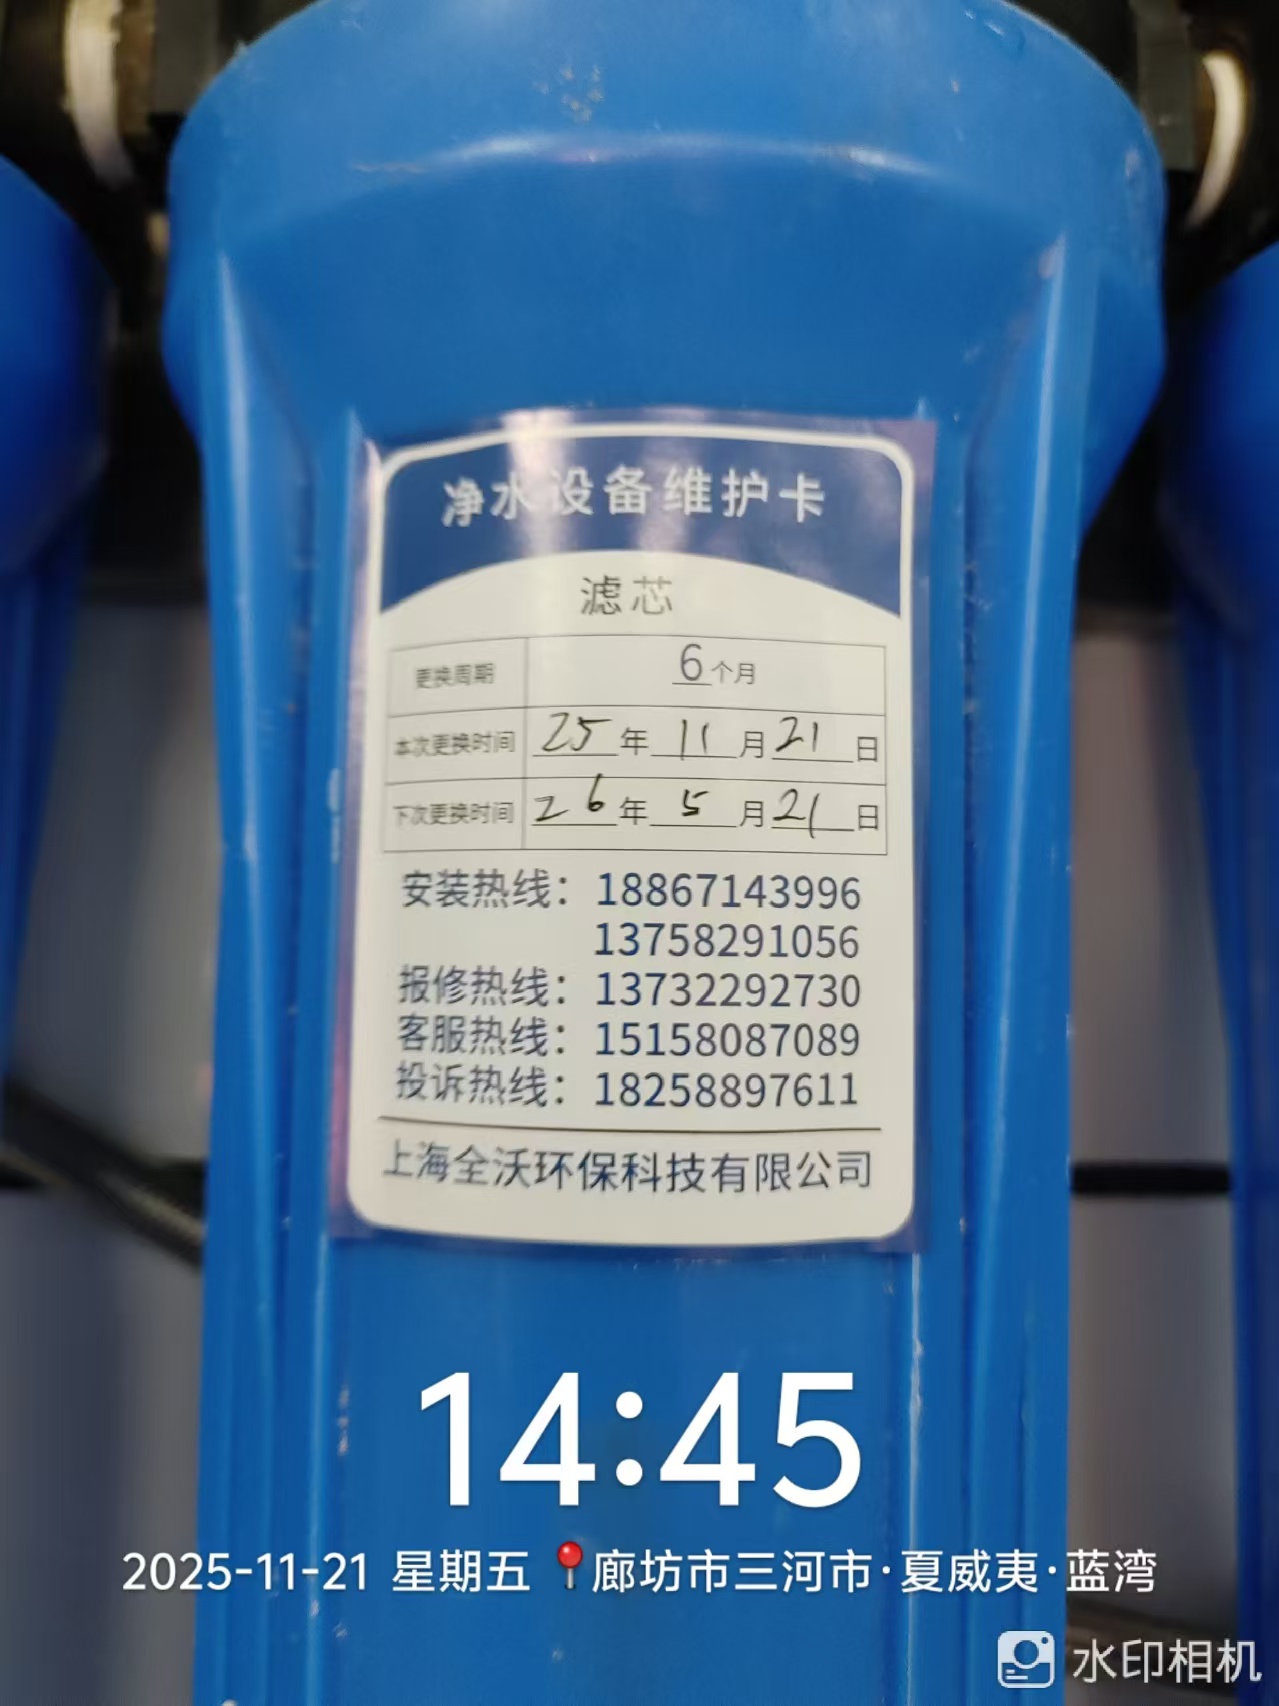 净水设备维护卡
滤芯
更换周期 6个月
本次更换时间 25年11月21日
下次更换时间 26年5月21日
安装热线：18867143996
13758291056
报修热线：13732292730
客服热线：15158087089
投诉热线：18258897611
上海全沃环保科技有限公司
14:45
2025-11-21 星期五 📍廊坊市三河市·夏威夷·蓝湾
水印相机